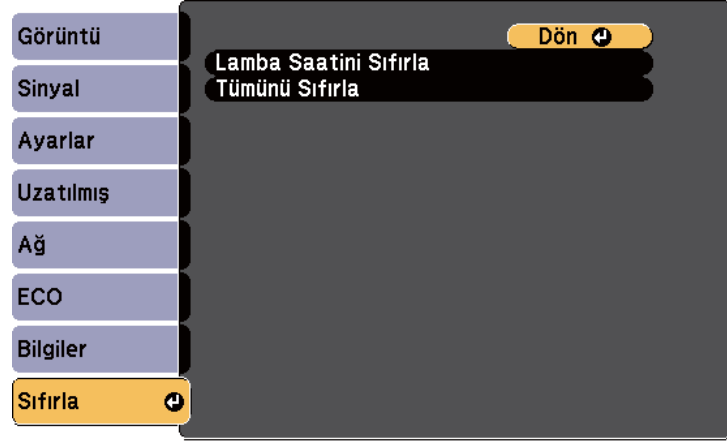 Görüntü
Sinyal
Ayarlar
Uzatılmış
Ağ
ECO
Bilgiler
Sıfırla
Dön
Lamba Saatini Sıfırla
Tümünü Sıfırla